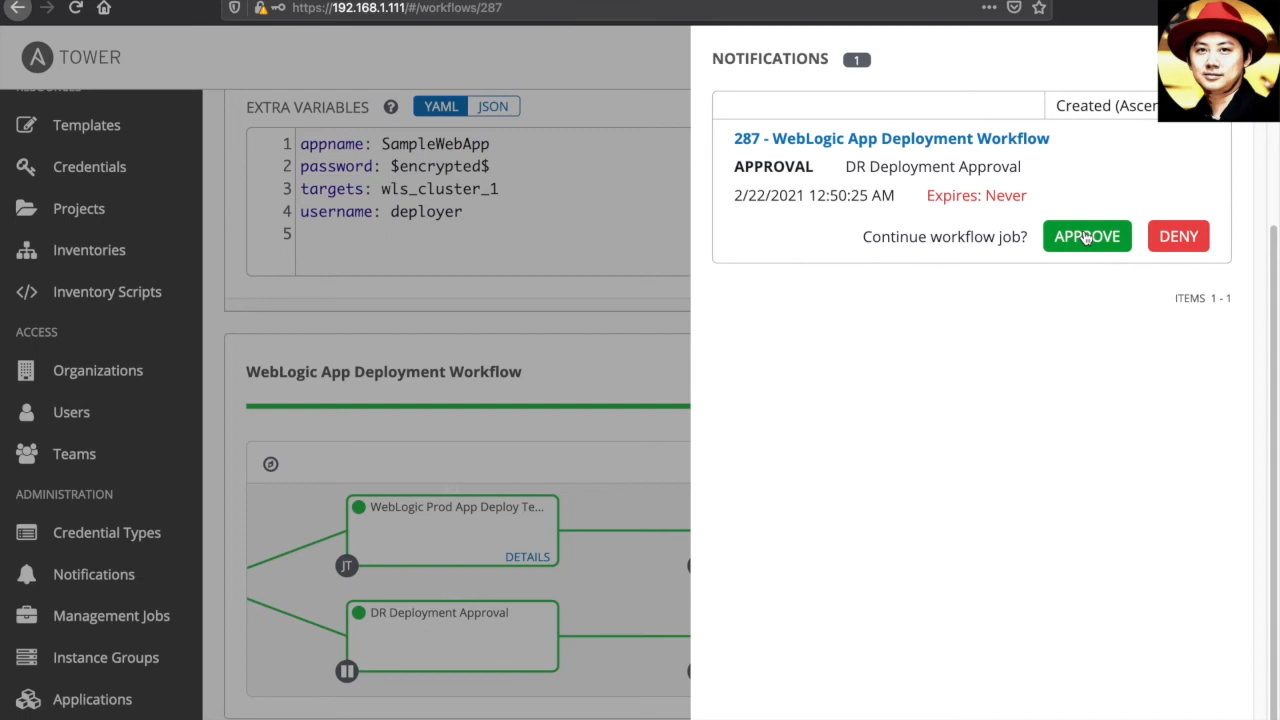 https://192.168.1.111/#/workflows/287
TOWER
Templates
Credentials
Projects
Inventories
Inventory Scripts
ACCESS
Organizations
Users
Teams
ADMINISTRATION
Credential Types
Notifications
Management Jobs
Instance Groups
Applications
EXTRA VARIABLES ? YAML JSON
1 appname: SampleWebApp
2 password: $encrypted$
3 targets: wls_cluster_1
4 username: deployer
5
WebLogic App Deployment Workflow
WebLogic Prod App Deploy Te...
DETAILS
JT
DR Deployment Approval
NOTIFICATIONS 1
Created (Ascen
287 - WebLogic App Deployment Workflow
APPROVAL DR Deployment Approval
2/22/2021 12:50:25 AM Expires: Never
Continue workflow job? APPROVE DENY
ITEMS 1 - 1